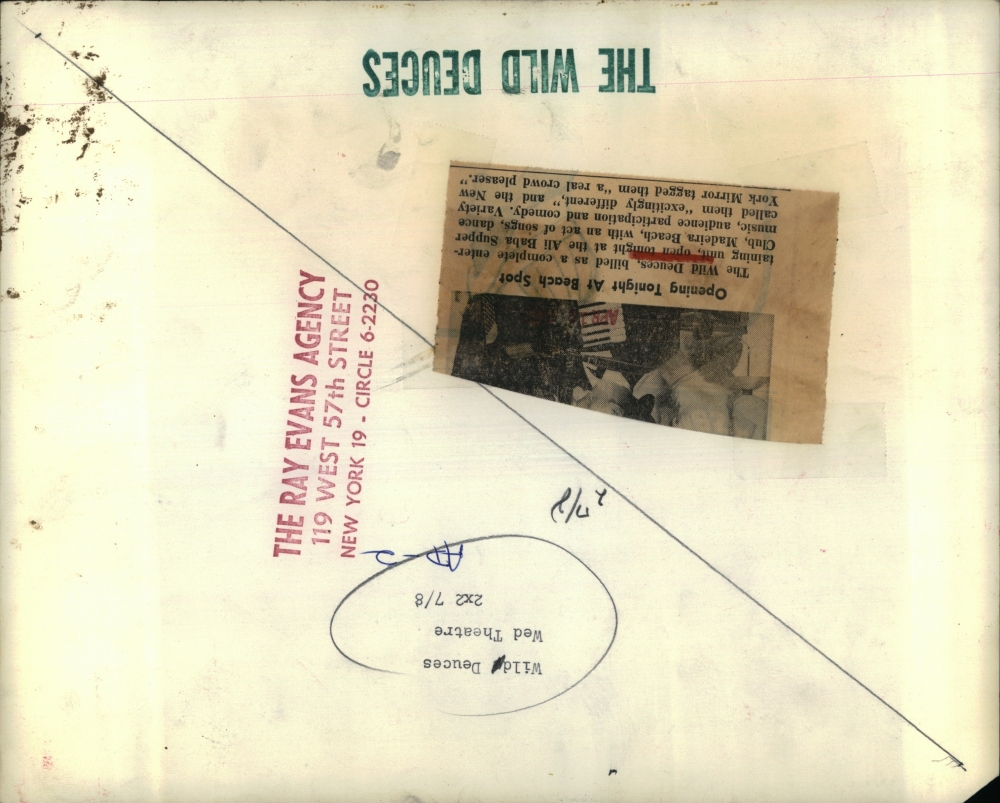 THE WILD DEUCES
Opening Tonight At Beach Spot
The Wild Deuces, billed as a complete enter-
taining unit, open tonight at the Ali Baba Supper
Club, Madeira Beach, with an act of songs, dance
music, audience participation and comedy. Variety
called them "excitingly different", and the New
York Mirror tagged them a "real crowd pleaser."
THE RAY EVANS AGENCY
119 WEST 57th STREET
NEW YORK 19 - CIRCLE 6-2230
Wild Deuces
Wed Theatre
2x2 7/8